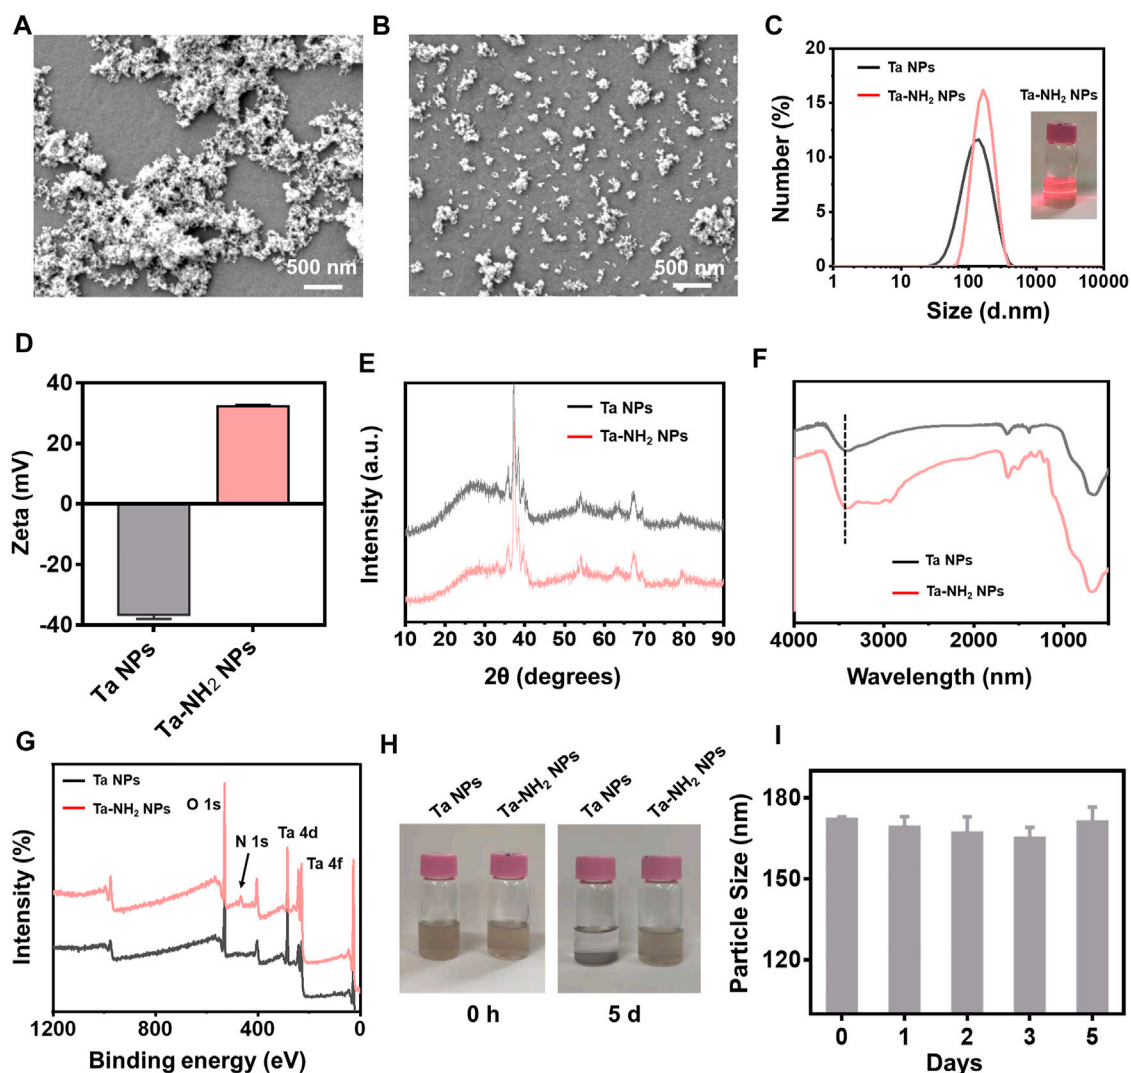 A
500 nm
B
500 nm
C
Number (%)
20
15
10
5
0
Ta NPs
Ta-NH2 NPs
Ta-NH2 NPs
1
10
100
1000
10000
Size (d.nm)
D
Zeta (mV)
40
20
0
-20
-40
Ta NPs
Ta-NH2 NPs
E
Intensity (a.u.)
Ta NPs
Ta-NH2 NPs
10
20
30
40
50
60
70
80
90
2θ (degrees)
F
Ta NPs
Ta-NH2 NPs
4000
3000
2000
1000
Wavelength (nm)
G
Intensity (%)
Ta NPs
Ta-NH2 NPs
O 1s
N 1s
Ta 4d
Ta 4f
1200
800
400
0
Binding energy (eV)
H
Ta NPs
Ta-NH2 NPs
Ta NPs
Ta-NH2 NPs
0 h
5 d
I
Particle Size (nm)
180
150
120
0
1
2
3
5
Days